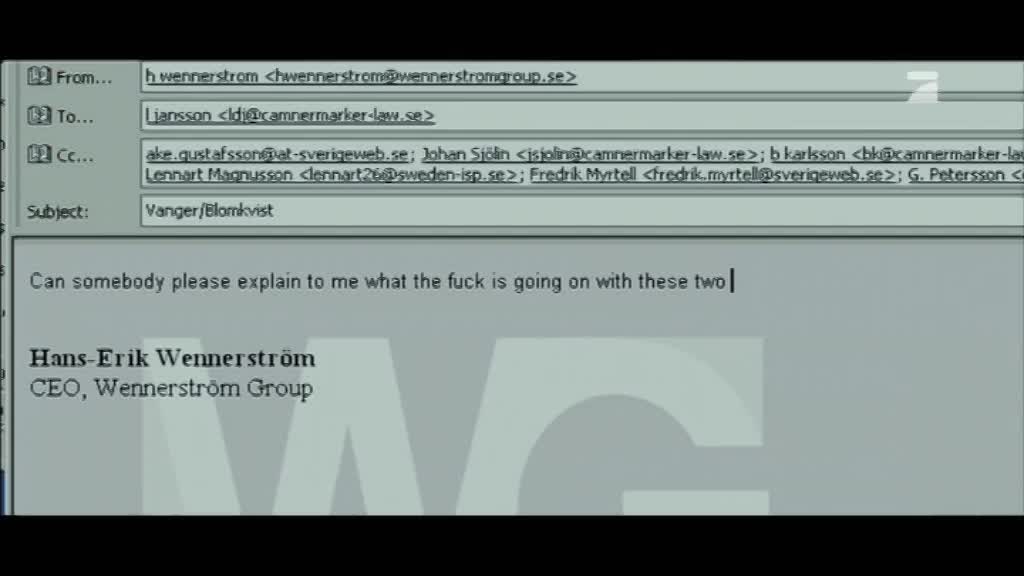 From... h wennerstrom <hwennerstrom@wennerstromgroup.se>
To... l jansson <ldj@camnermarker-law.se>
Cc... ake.gustafsson@at-sverigeweb.se; Johan Sjölin <jsjolin@camnermarker-law.se>; b karlsson <bk@camnermarker-la
Lennart Magnusson <lennart26@sweden-isp.se>; Fredrik Myrtell <fredrik.myrtell@sverigeweb.se>; G. Petersson <
Subject: Vanger/Blomkvist
Can somebody please explain to me what the fuck is going on with these two
Hans-Erik Wennerström
CEO, Wennerström Group
WG